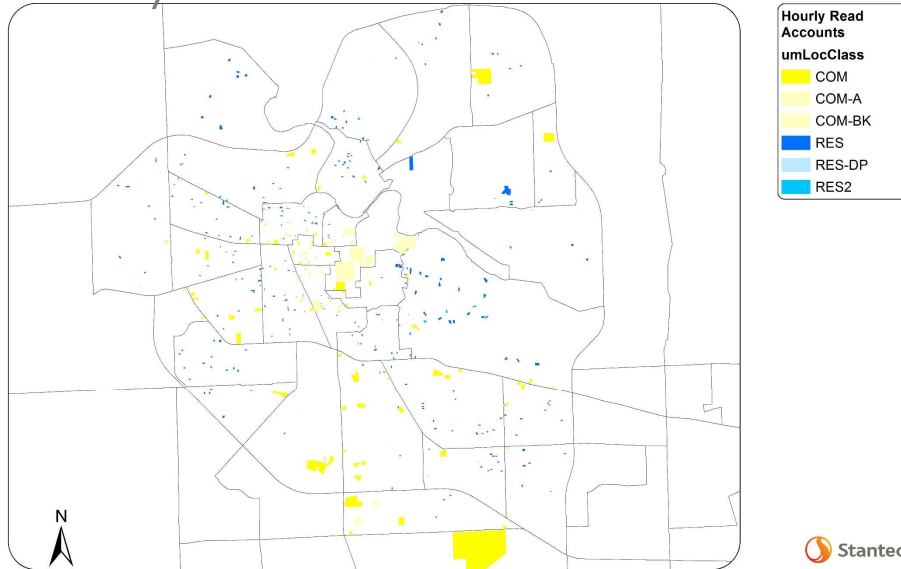 Hourly Read
Accounts
umLocClass
COM
COM-A
COM-BK
RES
RES-DP
RES2
N
Stantec